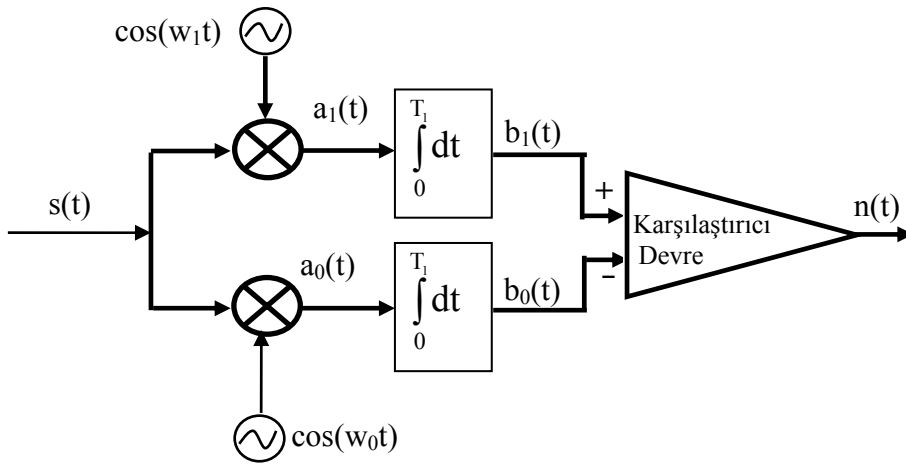 cos(w₁t)
a₁(t)
T₁
∫dt
0
b₁(t)
+
s(t)
Karşılaştırıcı
Devre
n(t)
a₀(t)
T₁
∫dt
0
b₀(t)
−
cos(w₀t)